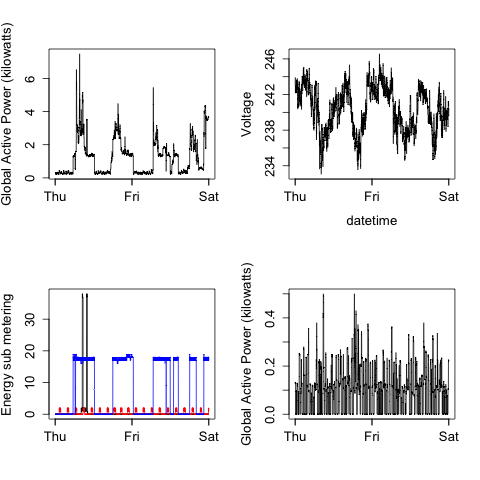 Global Active Power (kilowatts)
0 2 4 6
Thu Fri Sat
Voltage
234 238 242 246
Thu Fri Sat
datetime
Energy sub metering
0 10 20 30
Thu Fri Sat
Global Active Power (kilowatts)
0.0 0.2 0.4
Thu Fri Sat